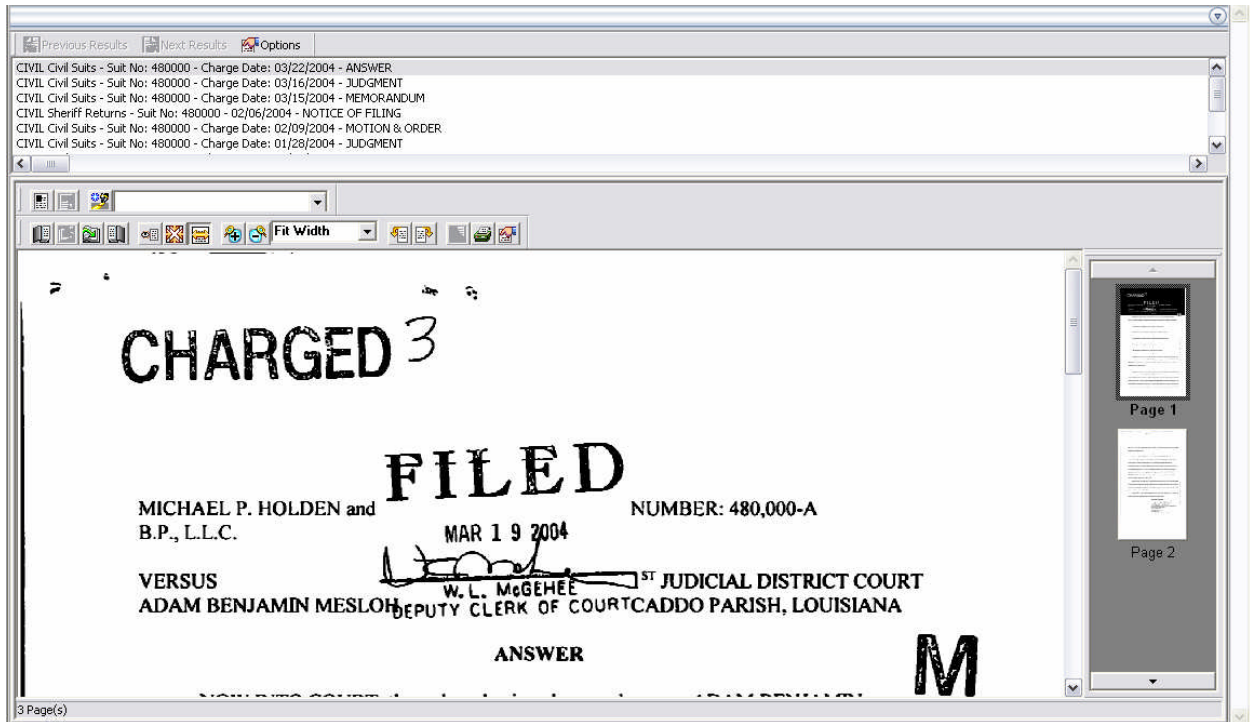 Previous Results Next Results Options
CIVIL Civil Suits - Suit No: 480000 - Charge Date: 03/22/2004 - ANSWER
CIVIL Civil Suits - Suit No: 480000 - Charge Date: 03/16/2004 - JUDGMENT
CIVIL Civil Suits - Suit No: 480000 - Charge Date: 03/15/2004 - MEMORANDUM
CIVIL Sheriff Returns - Suit No: 480000 - 02/06/2004 - NOTICE OF FILING
CIVIL Civil Suits - Suit No: 480000 - Charge Date: 02/09/2004 - MOTION & ORDER
CIVIL Civil Suits - Suit No: 480000 - Charge Date: 01/28/2004 - JUDGMENT
Fit Width
CHARGED 3
FILED
MICHAEL P. HOLDEN and NUMBER: 480,000-A
B.P., L.L.C. MAR 19 2004
VERSUS ST JUDICIAL DISTRICT COURT
W. L. McGEHEE
ADAM BENJAMIN MESLOH DEPUTY CLERK OF COURT CADDO PARISH, LOUISIANA
ANSWER
M
NOW INTO COURT, ADAM BENJAMIN
Page 1
Page 2
3 Page(s)